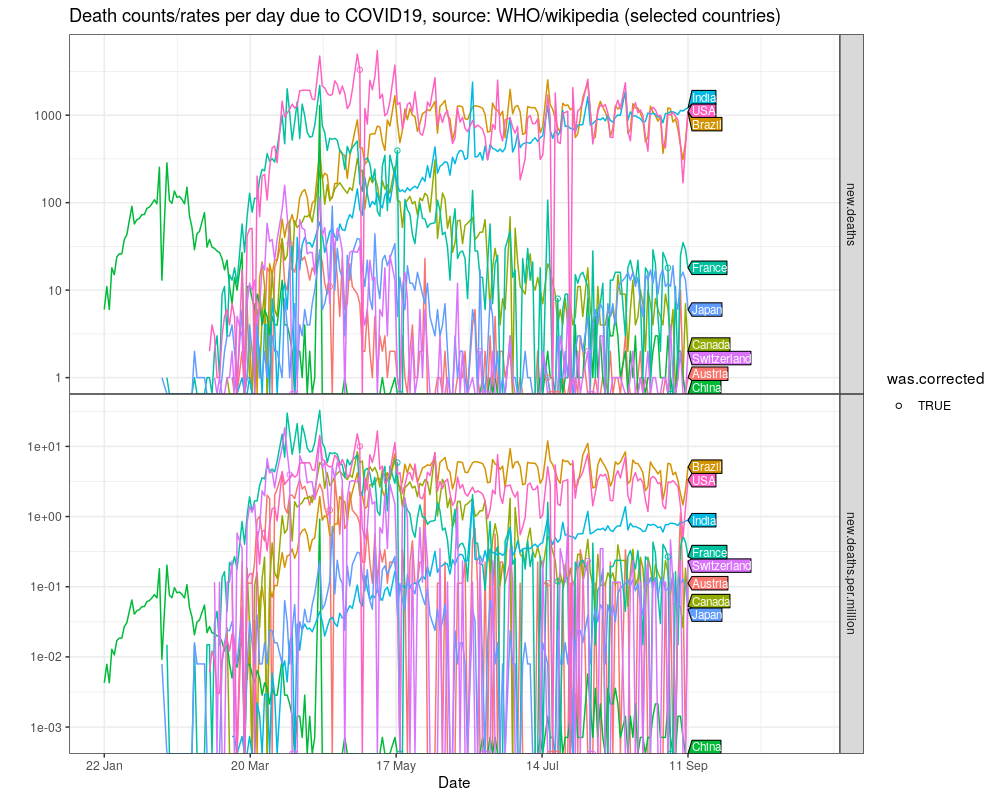 Death counts/rates per day due to COVID19, source: WHO/wikipedia (selected countries)
1000
100
10
1
India
USA
Brazil
France
Japan
Canada
Switzerland
Austria
China
new.deaths
1e+01
1e+00
1e-01
1e-02
1e-03
Brazil
USA
India
France
Switzerland
Austria
Canada
Japan
China
new.deaths.per.million
22 Jan
20 Mar
17 May
14 Jul
11 Sep
Date
was.corrected
TRUE